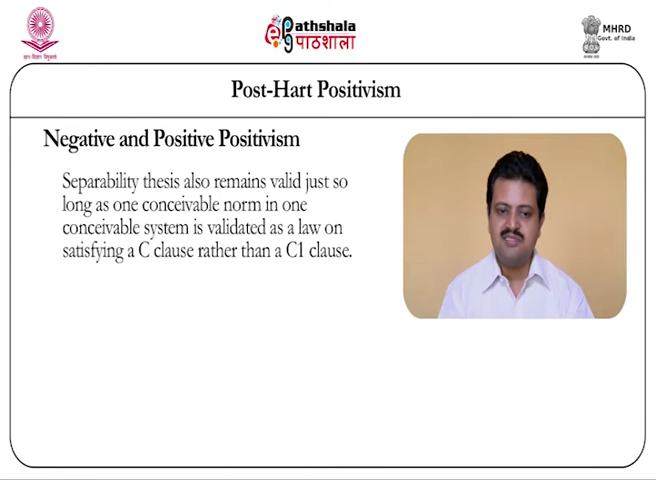 Pathshala
पाठशाला
MHRD
Govt. of India
Post-Hart Positivism
Negative and Positive Positivism
Separability thesis also remains valid just so
long as one conceivable norm in one
conceivable system is validated as a law on
satisfying a C clause rather than a C1 clause.